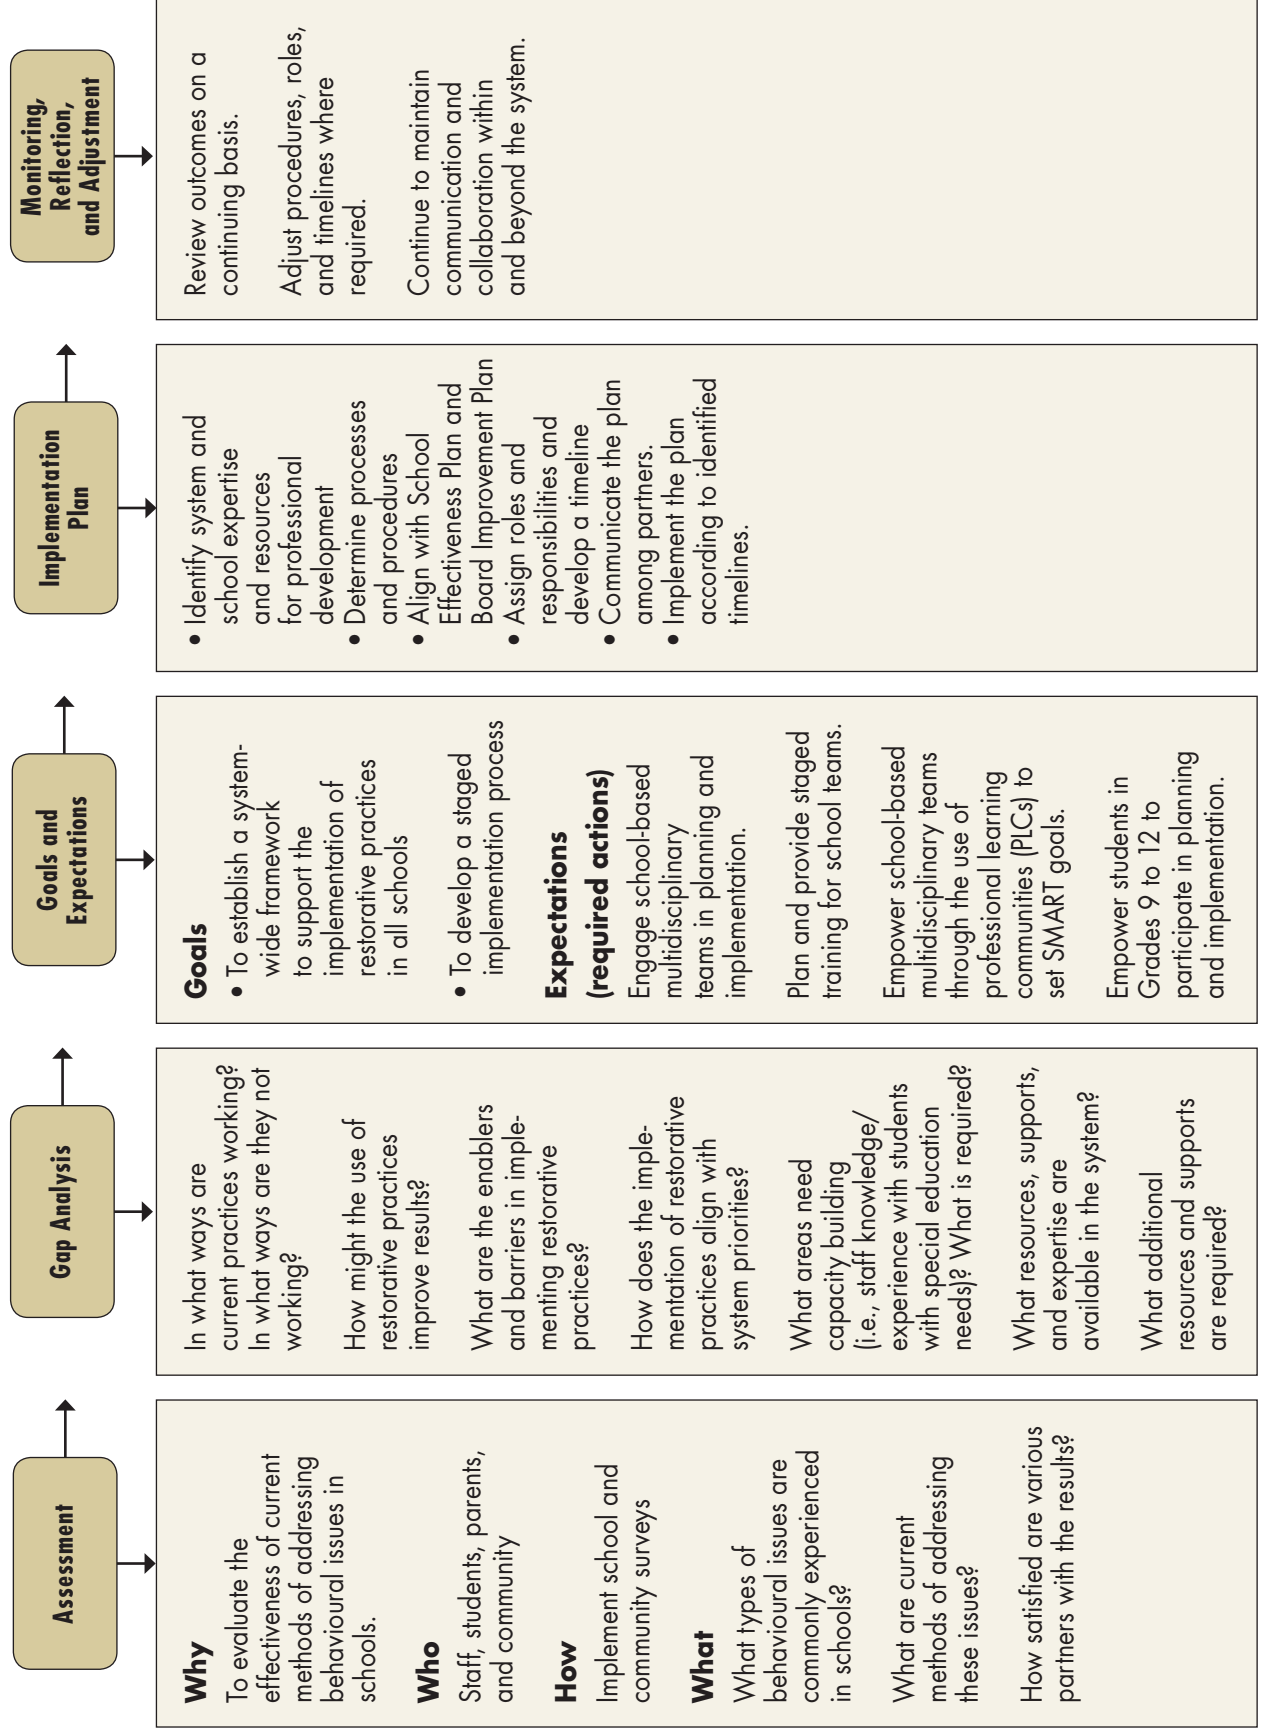 Assessment
Why
To evaluate the
effectiveness of current
methods of addressing
behavioural issues in
schools.
Who
Staff, students, parents,
and community
How
Implement school and
community surveys
What
What types of
behavioural issues are
commonly experienced
in schools?
What are current
methods of addressing
these issues?
How satisfied are various
partners with the results?
Gap Analysis
In what ways are
current practices working?
In what ways are they not
working?
How might the use of
restorative practices
improve results?
What are the enablers
and barriers in imple-
menting restorative
practices?
How does the imple-
mentation of restorative
practices align with
system priorities?
What areas need
capacity building
(i.e., staff knowledge/
experience with students
with special education
needs)? What is required?
What resources, supports,
and expertise are
available in the system?
What additional
resources and supports
are required?
Goals and
Expectations
Goals
• To establish a system-
wide framework
to support the
implementation of
restorative practices
in all schools
• To develop a staged
implementation process
Expectations
(required actions)
Engage school-based
multidisciplinary
teams in planning and
implementation.
Plan and provide staged
training for school teams.
Empower school-based
multidisciplinary teams
through the use of
professional learning
communities (PLCs) to
set SMART goals.
Empower students in
Grades 9 to 12 to
participate in planning
and implementation.
Implementation
Plan
• Identify system and
school expertise
and resources
for professional
development
• Determine processes
and procedures
• Align with School
Effectiveness Plan and
Board Improvement Plan
• Assign roles and
responsibilities and
develop a timeline
• Communicate the plan
among partners.
• Implement the plan
according to identified
timelines.
Monitoring,
Reflection,
and Adjustment
Review outcomes on a
continuing basis.
Adjust procedures, roles,
and timelines where
required.
Continue to maintain
communication and
collaboration within
and beyond the system.